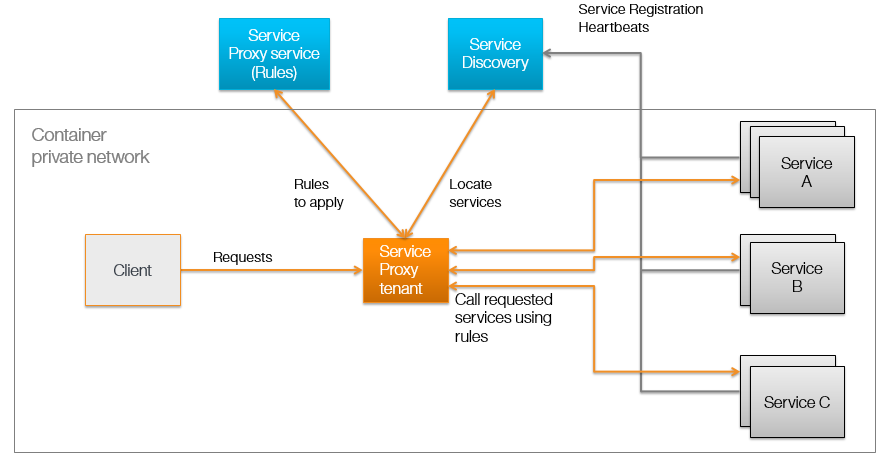 Service Registration
Heartbeats
Service
Proxy service
(Rules)
Service
Discovery
Container
private network
Service
A
Rules
to apply
Locate
services
Client
Requests
Service
Proxy
tenant
Service
B
Call requested
services using
rules
Service C